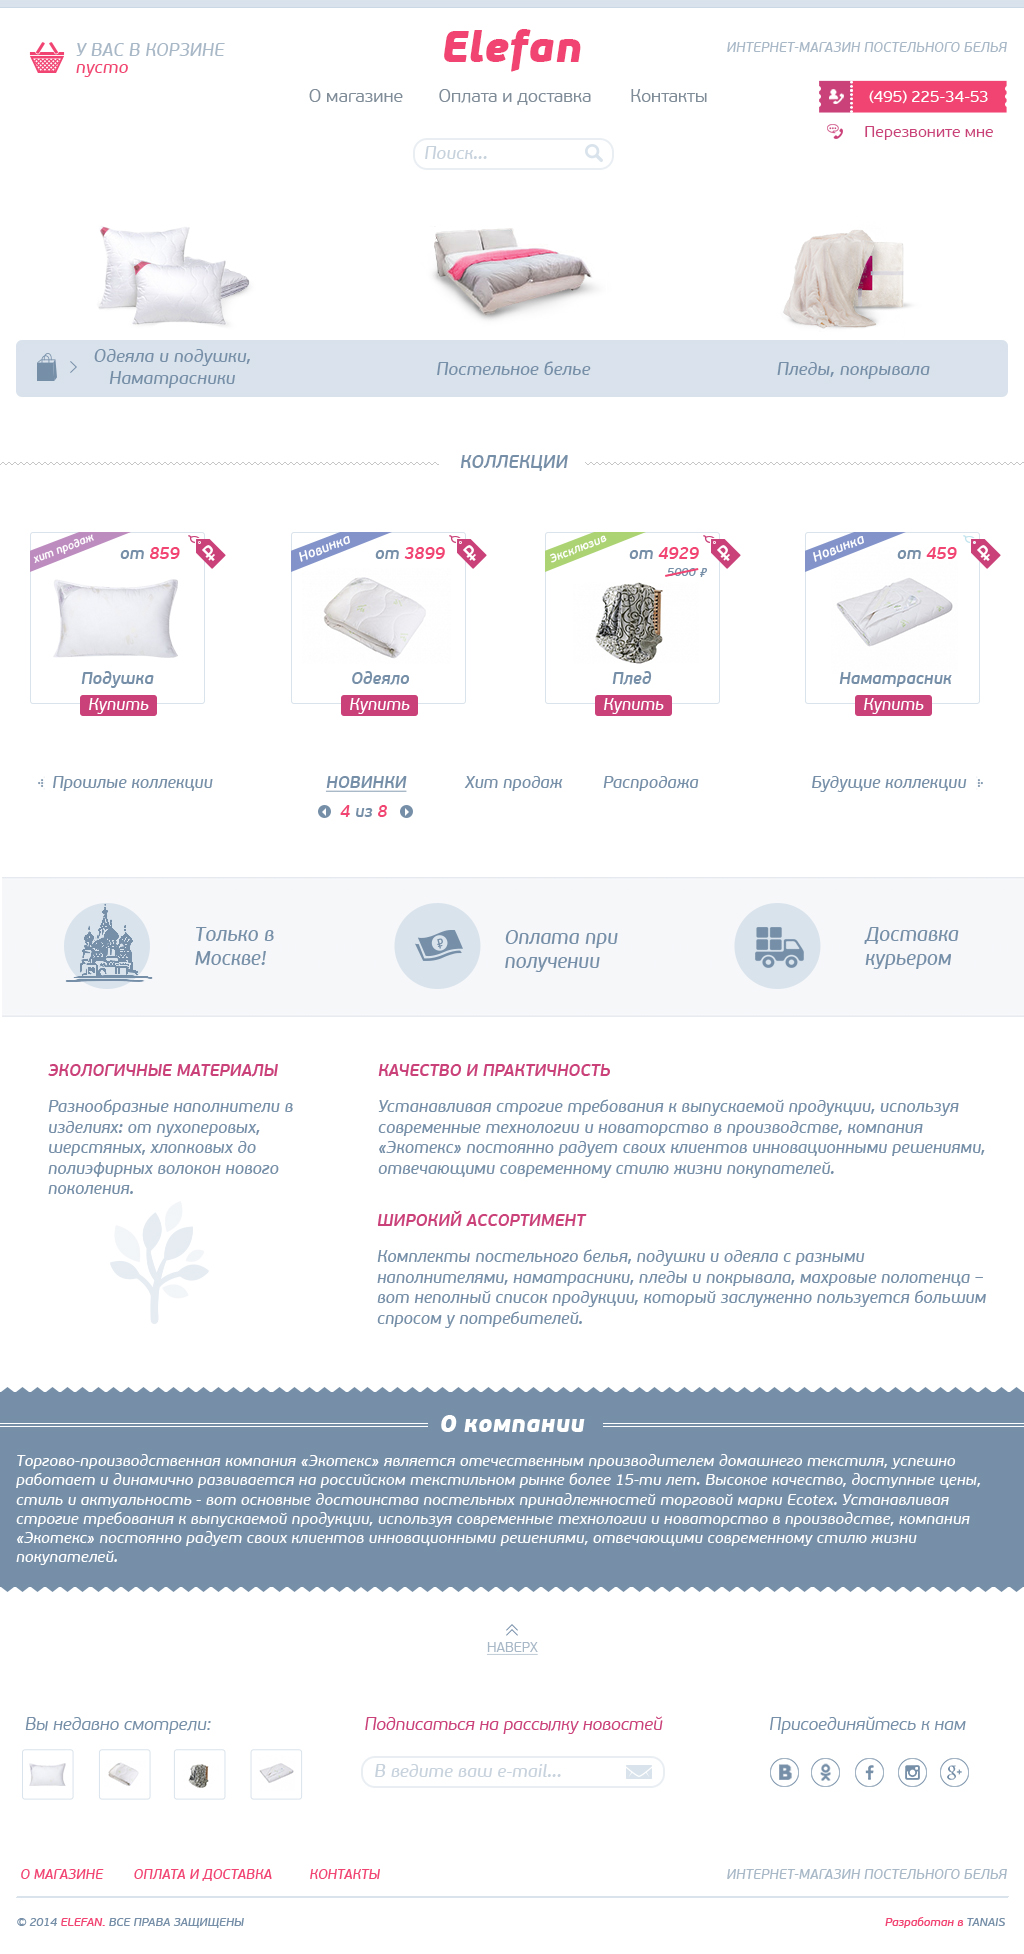 У ВАС В КОРЗИНЕ
пусто
Elefan
ИНТЕРНЕТ-МАГАЗИН ПОСТЕЛЬНОГО БЕЛЬЯ
О магазине
Оплата и доставка
Контакты
(495) 225-34-53
Перезвоните мне
Поиск...
Одеяла и подушки,
Наматрасники
Постельное белье
Пледы, покрывала
КОЛЛЕКЦИИ
хит продаж
от 859
Подушка
Купить
Новинка
от 3899
Одеяло
Купить
Эксклюзив
от 4929
5000 ₽
Плед
Купить
Новинка
от 459
Наматрасник
Купить
Прошлые коллекции
НОВИНКИ
Хит продаж
Распродажа
Будущие коллекции
4 из 8
Только в
Москве!
Оплата при
получении
Доставка
курьером
ЭКОЛОГИЧНЫЕ МАТЕРИАЛЫ
Разнообразные наполнители в
изделиях: от пухоперовых,
шерстяных, хлопковых до
полиэфирных волокон нового
поколения.
КАЧЕСТВО И ПРАКТИЧНОСТЬ
Устанавливая строгие требования к выпускаемой продукции, используя
современные технологии и новаторство в производстве, компания
«Экотекс» постоянно радует своих клиентов инновационными решениями,
отвечающими современному стилю жизни покупателей.
ШИРОКИЙ АССОРТИМЕНТ
Комплекты постельного белья, подушки и одеяла с разными
наполнителями, наматрасники, пледы и покрывала, махровые полотенца –
вот неполный список продукции, который заслуженно пользуется большим
спросом у потребителей.
О компании
Торгово-производственная компания «Экотекс» является отечественным производителем домашнего текстиля, успешно
работает и динамично развивается на российском текстильном рынке более 15-ти лет. Высокое качество, доступные цены,
стиль и актуальность - вот основные достоинства постельных принадлежностей торговой марки Ecotex. Устанавливая
строгие требования к выпускаемой продукции, используя современные технологии и новаторство в производстве, компания
«Экотекс» постоянно радует своих клиентов инновационными решениями, отвечающими современному стилю жизни
покупателей.
НАВЕРХ
Вы недавно смотрели:
Подписаться на рассылку новостей
В ведите ваш e-mail...
Присоединяйтесь к нам
О МАГАЗИНЕ
ОПЛАТА И ДОСТАВКА
КОНТАКТЫ
ИНТЕРНЕТ-МАГАЗИН ПОСТЕЛЬНОГО БЕЛЬЯ
© 2014 ELEFAN. ВСЕ ПРАВА ЗАЩИЩЕНЫ
Разработан в TANAIS